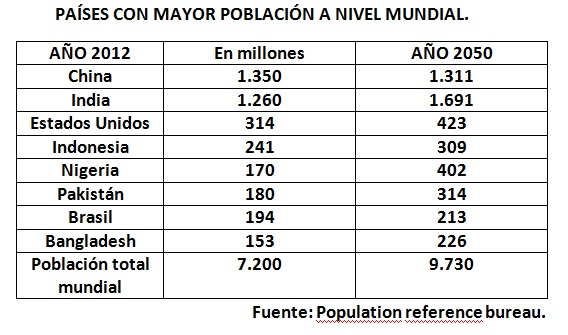 PAÍSES CON MAYOR POBLACIÓN A NIVEL MUNDIAL.
AÑO 2012 En millones AÑO 2050
China 1.350 1.311
India 1.260 1.691
Estados Unidos 314 423
Indonesia 241 309
Nigeria 170 402
Pakistán 180 314
Brasil 194 213
Bangladesh 153 226
Población total 7.200 9.730
mundial
Fuente: Population reference bureau.